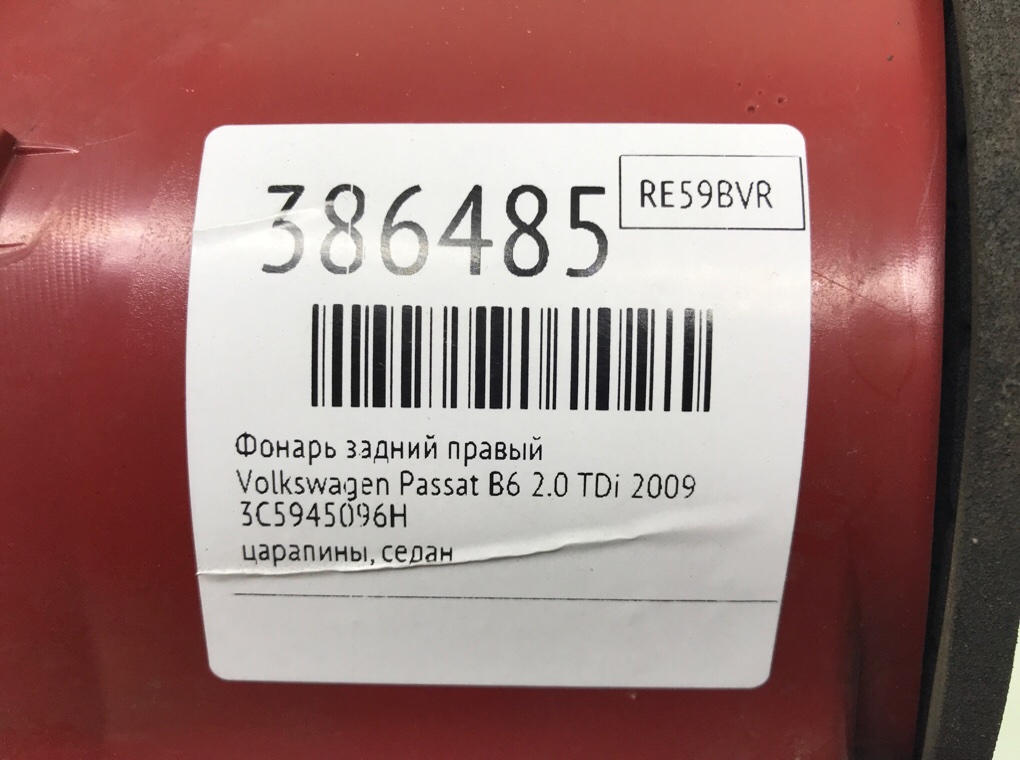 386485
RE59BVR
Фонарь задний правый
Volkswagen Passat B6 2.0 TDi 2009
3C5945096H
царапины, седан